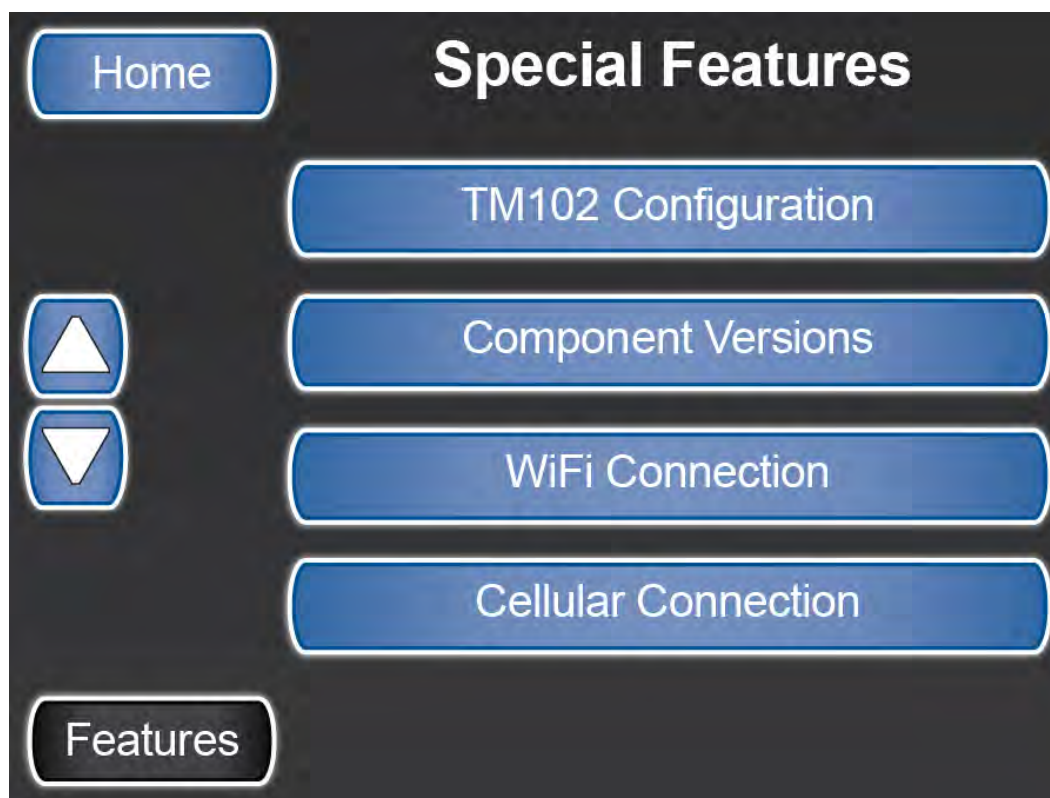 Home
Special Features
TM102 Configuration
Component Versions
WiFi Connection
Cellular Connection
Features